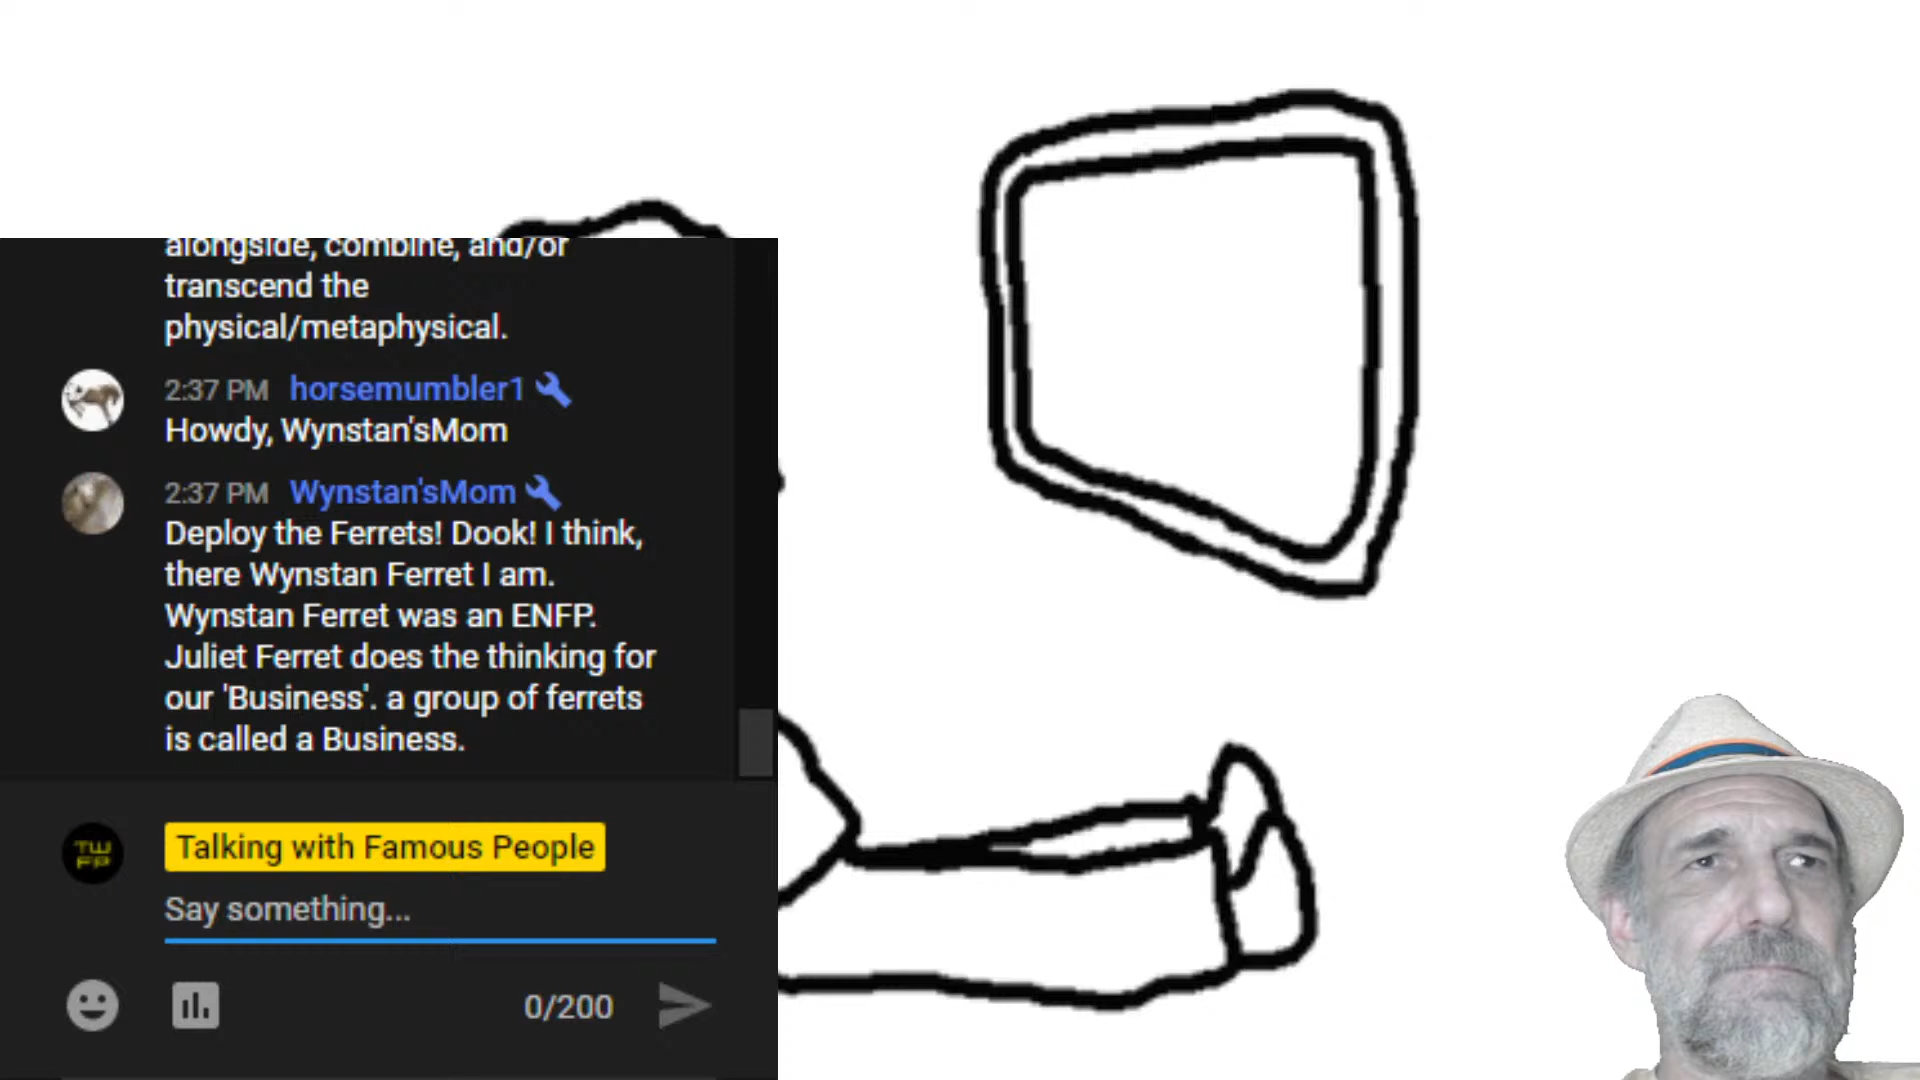 alongside, combine, and/or
transcend the
physical/metaphysical.
2:37 PM horsemumbler1
Howdy, Wynstan'sMom
2:37 PM Wynstan'sMom
Deploy the Ferrets! Dook! I think,
there Wynstan Ferret I am.
Wynstan Ferret was an ENFP.
Juliet Ferret does the thinking for
our 'Business'. a group of ferrets
is called a Business.
TW
FP
Talking with Famous People
Say something...
0/200